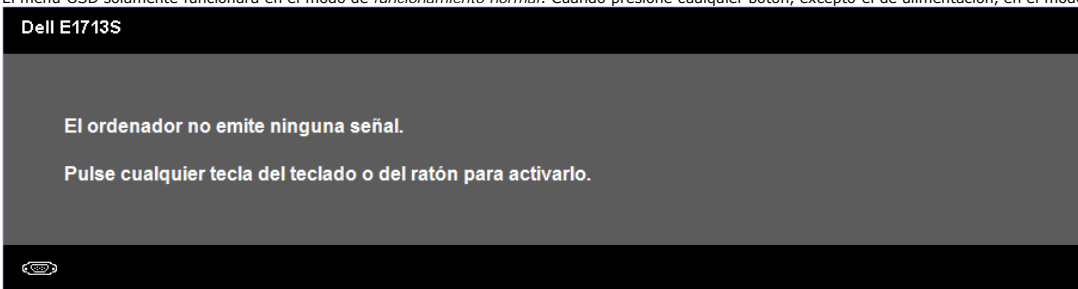 El menú OSD solamente funcionará en el modo de funcionamiento normal. Cuando presione cualquier botón, excepto el de alimentación, en el modo
Dell E1713S
El ordenador no emite ninguna señal.
Pulse cualquier tecla del teclado o del ratón para activarlo.